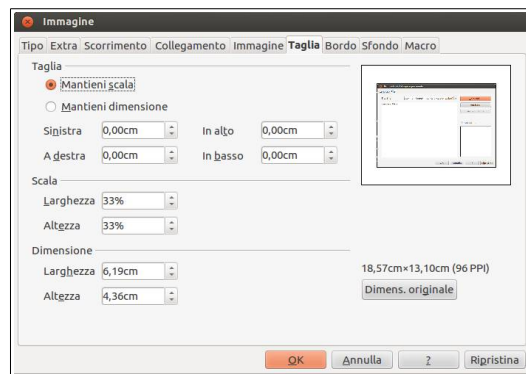 Immagine
Tipo Extra Scorrimento Collegamento Immagine Taglia Bordo Sfondo Macro
Taglia
Mantieni scala
Mantieni dimensione
Sinistra 0,00cm In alto 0,00cm
A destra 0,00cm In basso 0,00cm
Scala
Larghezza 33%
Altezza 33%
Dimensione
Larghezza 6,19cm
18,57cm×13,10cm (96 PPI)
Altezza 4,36cm
Dimens. originale
OK Annulla ? Ripristina